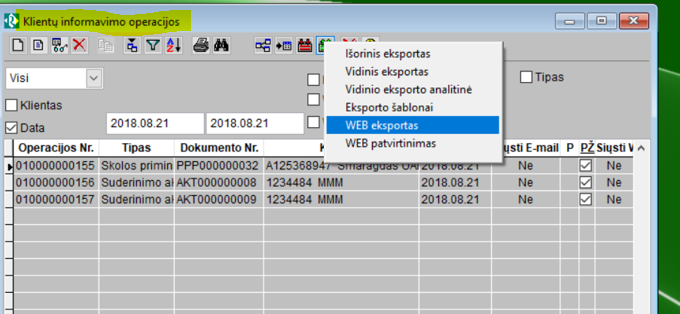 Klientų informavimo operacijos
Išorinis eksportas
Vidinis eksportas
Vidinio eksporto analitinė
Eksporto šablonai
WEB eksportas
WEB patvirtinimas
Visi
Tipas
Klientas
Data 2018.08.21 2018.08.21
Operacijos Nr. Tipas Dokumento Nr. siųsti E-mail P PŽ Siųsti
010000000155 Skolos primin PPP000000032 A125368947 Smaragdas 2018.08.21 Ne Ne
010000000156 Suderinimo AKT000000008 1234484 MMM 2018.08.21 Ne Ne
010000000157 Suderinimo AKT000000009 1234484 MMM 2018.08.21 Ne Ne